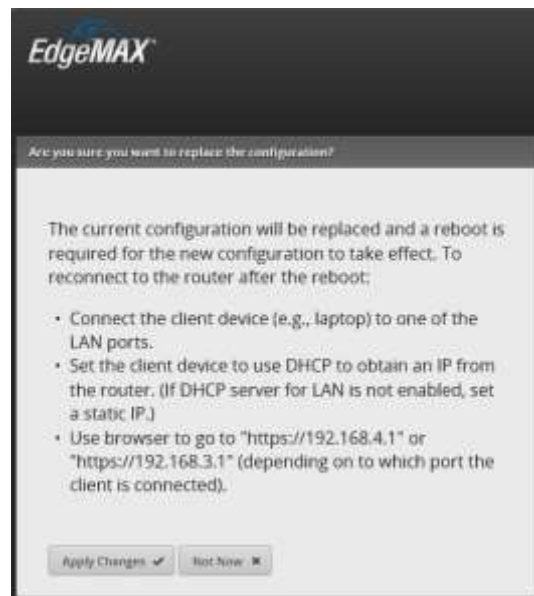 EdgeMAX
Are you sure you want to replace the configuration?
The current configuration will be replaced and a reboot is
required for the new configuration to take effect. To
reconnect to the router after the reboot:
• Connect the client device (e.g., laptop) to one of the
LAN ports.
• Set the client device to use DHCP to obtain an IP from
the router. (If DHCP server for LAN is not enabled, set
a static IP.)
• Use browser to go to "https://192.168.4.1" or
"https://192.168.3.1" (depending on to which port the
client is connected).
Apply Changes ✔ Not Now ✖